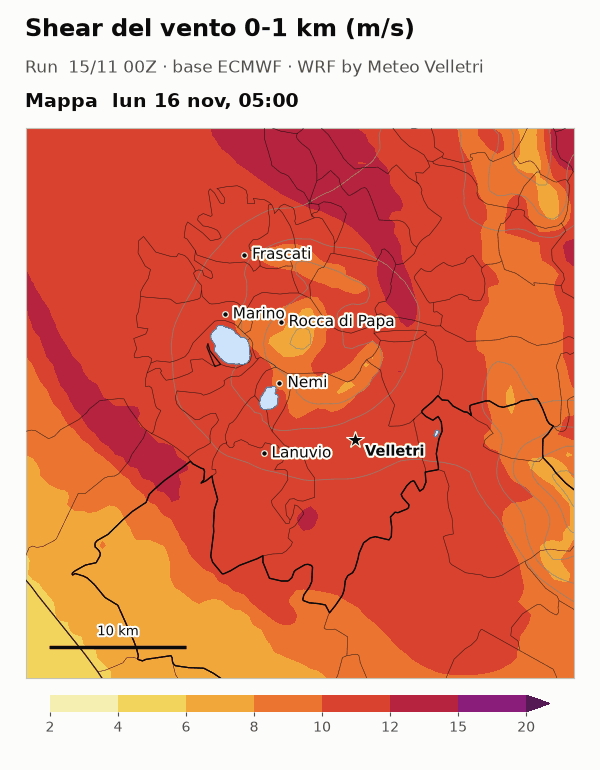 Shear del vento 0-1 km (m/s)
Run  15/11 00Z · base ECMWF · WRF by Meteo Velletri
Mappa  lun 16 nov, 05:00
Frascati
Marino
Rocca di Papa
Nemi
Velletri
Lanuvio
10 km
2 4 6 8 10 12 15 20